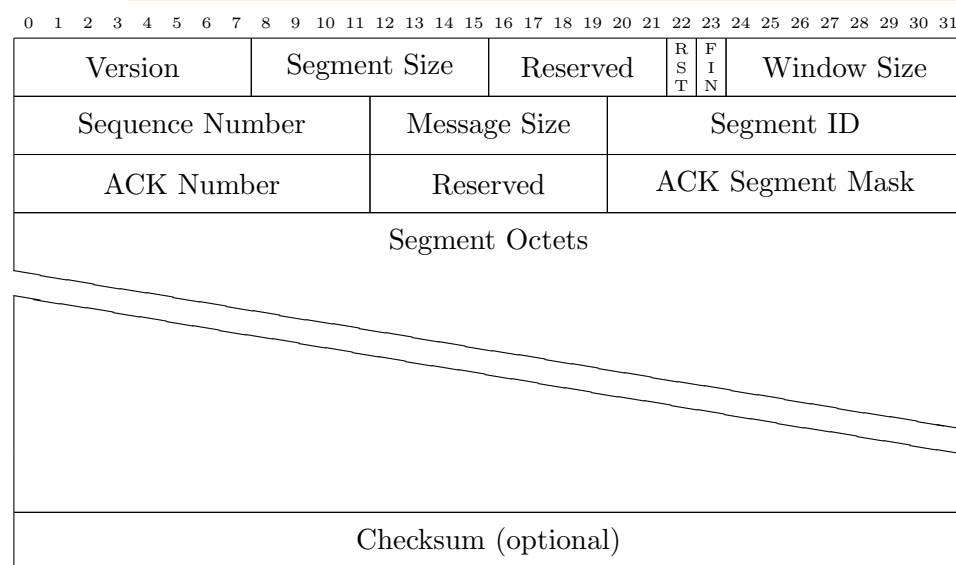 0 1 2 3 4 5 6 7 8 9 10 11 12 13 14 15 16 17 18 19 20 21 22 23 24 25 26 27 28 29 30 31
Version Segment Size Reserved RST FIN Window Size
Sequence Number Message Size Segment ID
ACK Number Reserved ACK Segment Mask
Segment Octets
Checksum (optional)